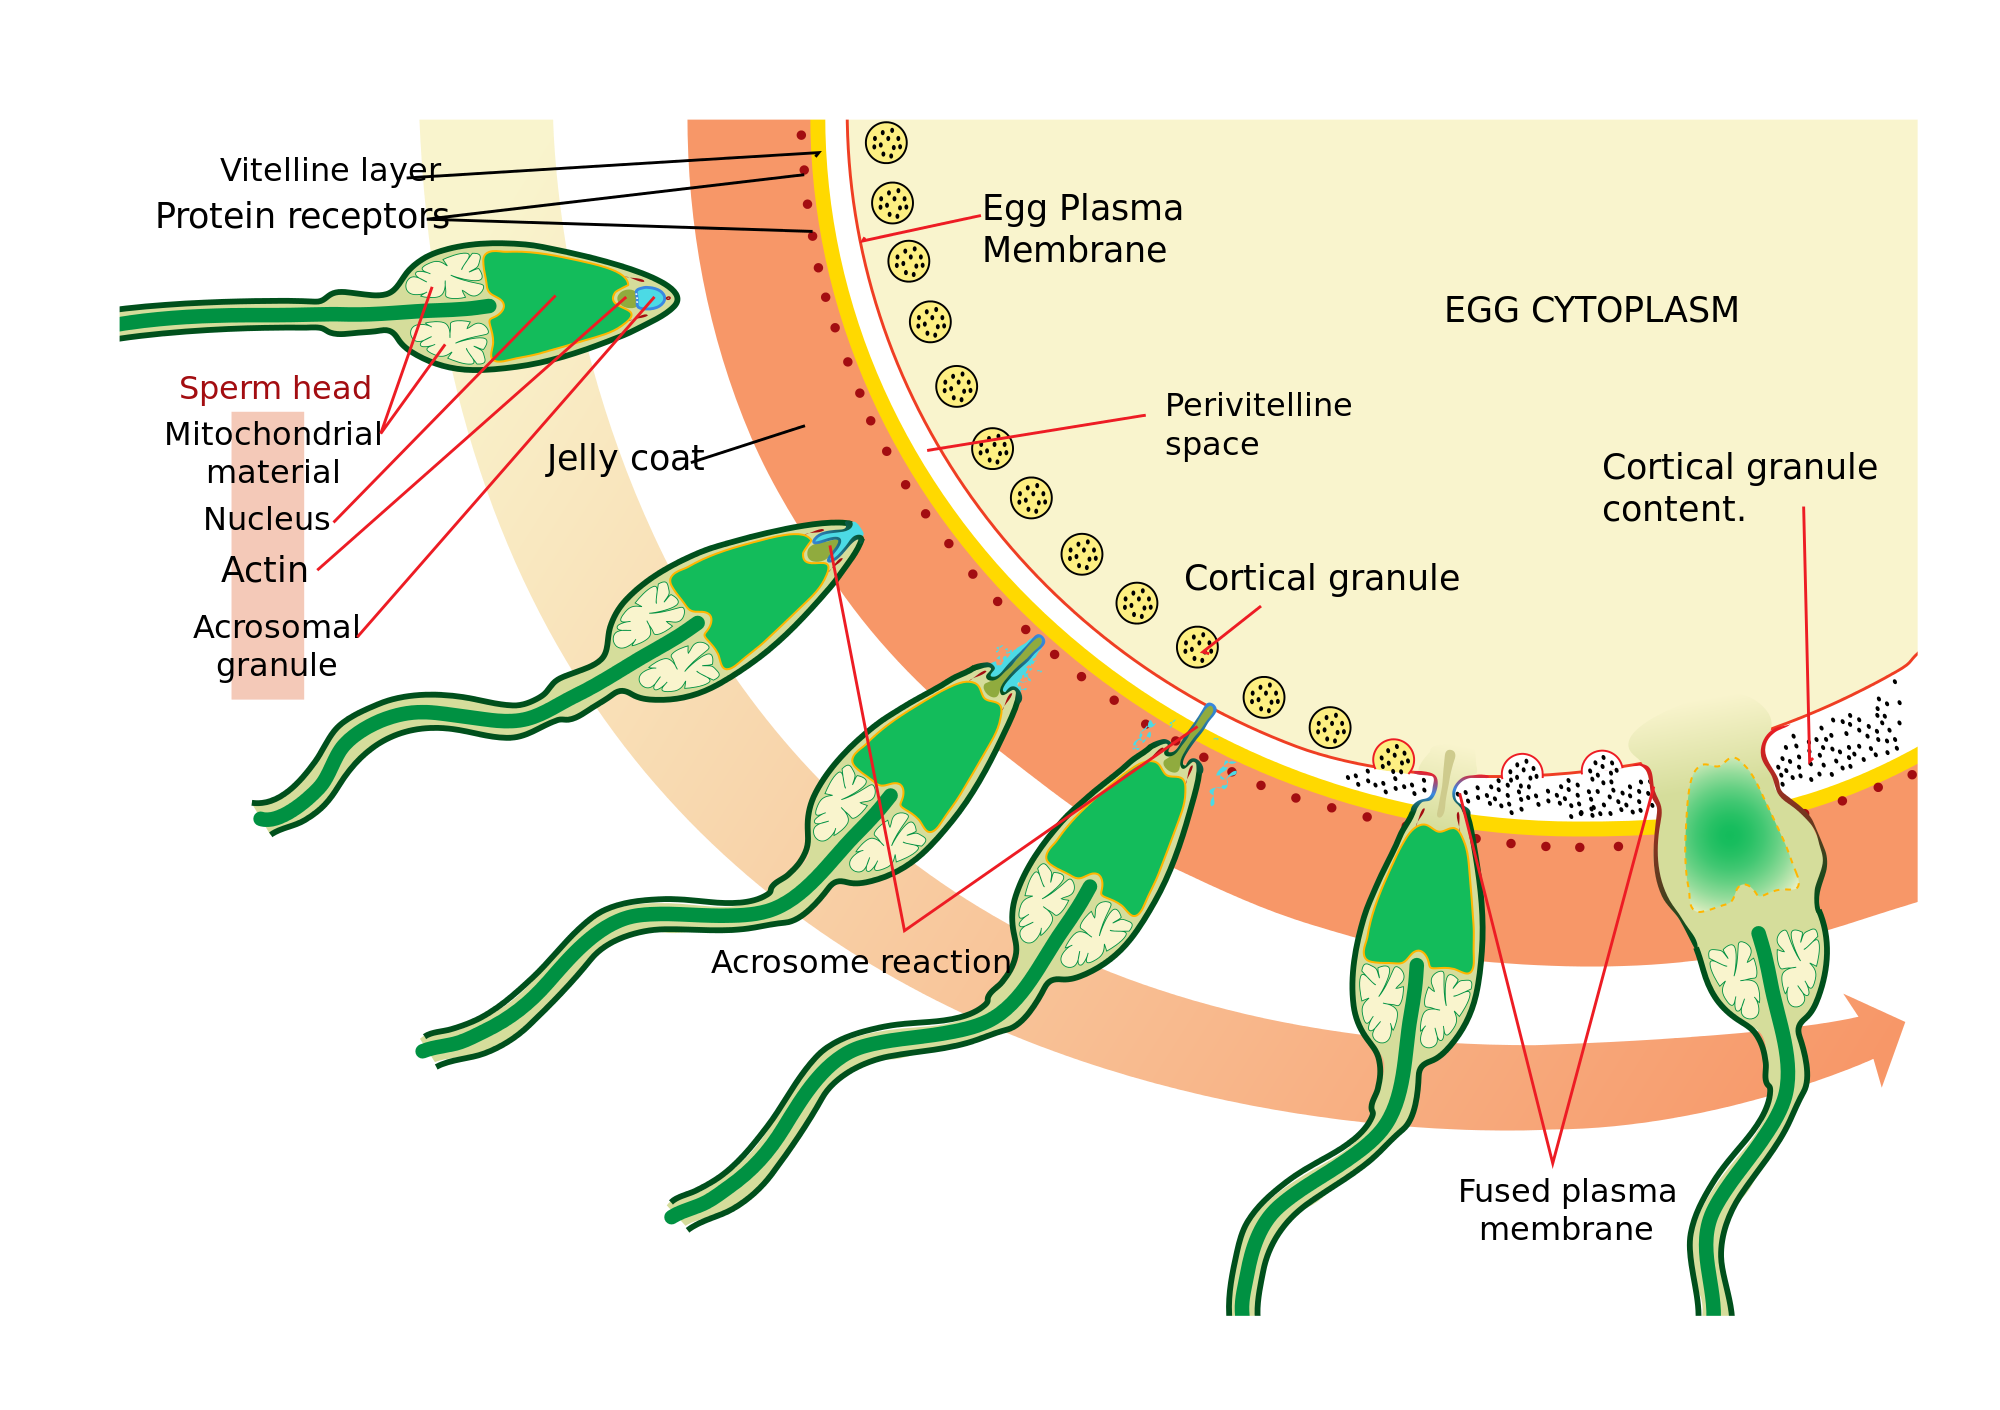 Vitelline layer
Protein receptors
Egg Plasma
Membrane
EGG CYTOPLASM
Sperm head
Mitochondrial
material
Nucleus
Actin
Acrosomal
granule
Jelly coat
Perivitelline
space
Cortical granule
content.
Cortical granule
Acrosome reaction
Fused plasma
membrane